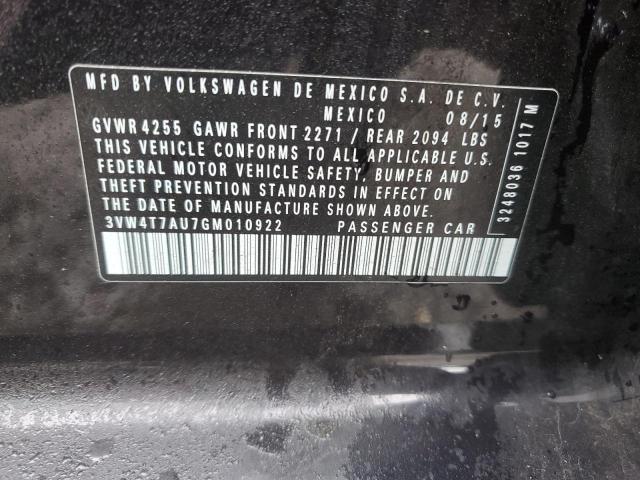 MFD BY VOLKSWAGEN DE MEXICO S.A. DE C.V.
MEXICO 08/15
GVWR 4255 GAWR FRONT 2271 / REAR 2094 LBS
THIS VEHICLE CONFORMS TO ALL APPLICABLE U.S.
FEDERAL MOTOR VEHICLE SAFETY, BUMPER AND
THEFT PREVENTION STANDARDS IN EFFECT ON
THE DATE OF MANUFACTURE SHOWN ABOVE.
3VW4T7AU7GM010922 PASSENGER CAR
3248036 1017 M